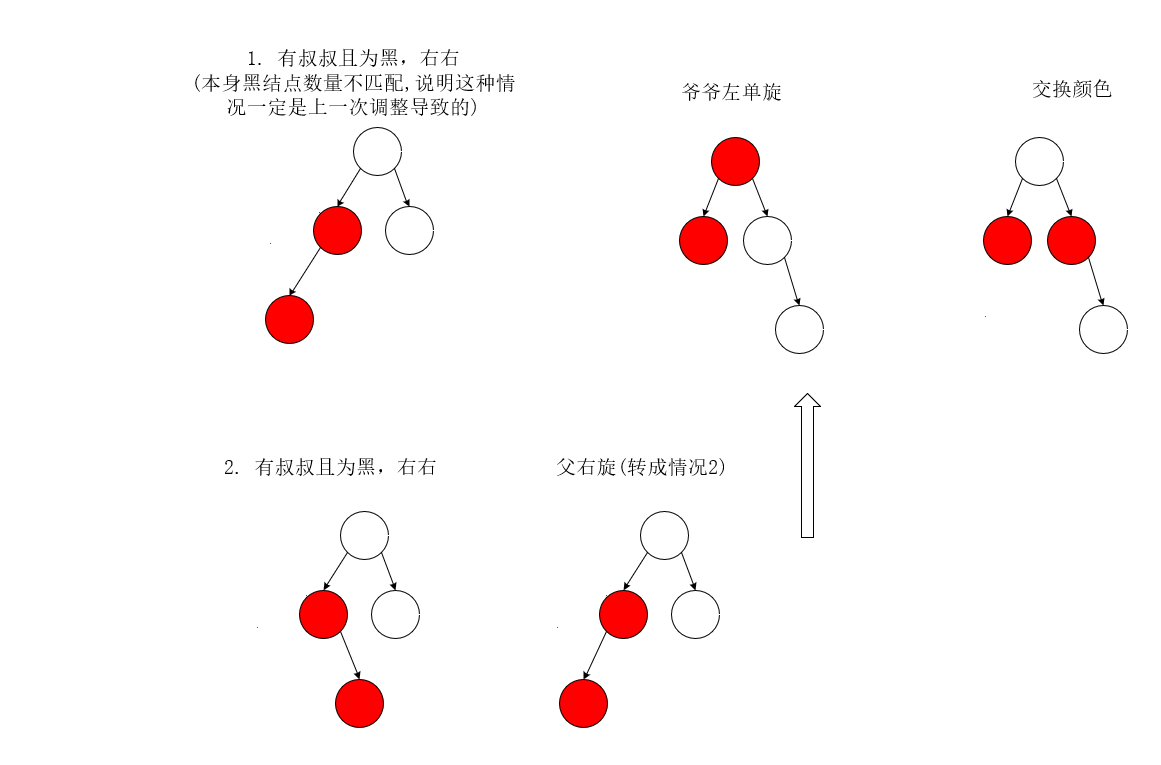 1. 有叔叔且为黑，右右
(本身黑结点数量不匹配,说明这种情
况一定是上一次调整导致的)
爷爷左单旋
交换颜色
2. 有叔叔且为黑，右右
父右旋(转成情况2)